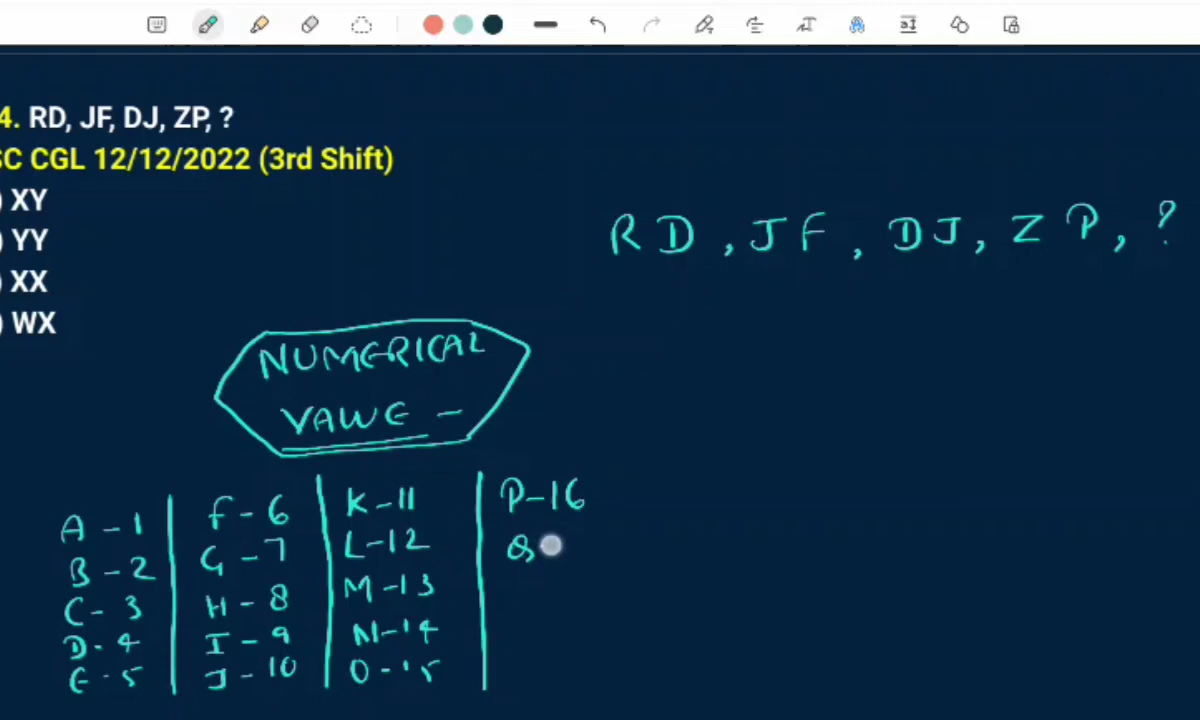 4. RD, JF, DJ, ZP, ?
SC CGL 12/12/2022 (3rd Shift)
) XY
) YY
) XX
) WX
RD, JF, DJ, ZP, ?
NUMERICAL
VALUE -
A - 1
B - 2
C - 3
D - 4
E - 5
F - 6
G - 7
H - 8
I - 9
J - 10
K - 11
L - 12
M - 13
N - 14
O - 15
P - 16
Q